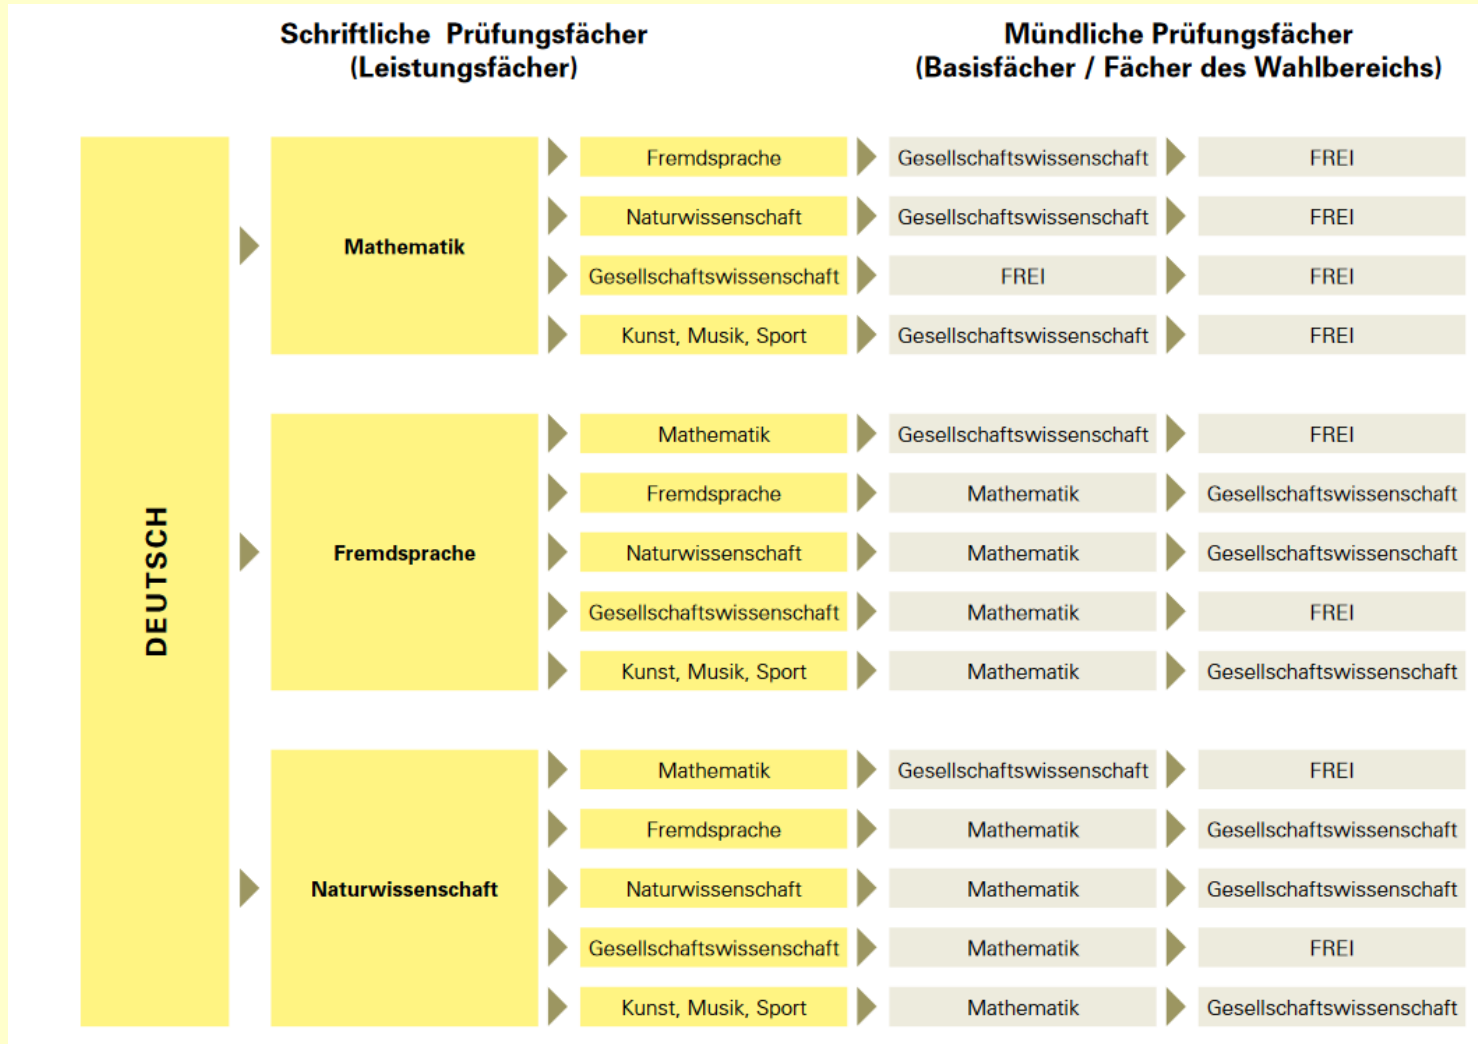 Schriftliche Prüfungsfächer
(Leistungsfächer)
Mündliche Prüfungsfächer
(Basisfächer / Fächer des Wahlbereichs)
DEUTSCH
Mathematik
Fremdsprache
Gesellschaftswissenschaft
FREI
Naturwissenschaft
Gesellschaftswissenschaft
FREI
Gesellschaftswissenschaft
FREI
FREI
Kunst, Musik, Sport
Gesellschaftswissenschaft
FREI
Fremdsprache
Mathematik
Gesellschaftswissenschaft
FREI
Fremdsprache
Mathematik
Gesellschaftswissenschaft
Naturwissenschaft
Mathematik
Gesellschaftswissenschaft
Gesellschaftswissenschaft
Mathematik
FREI
Kunst, Musik, Sport
Mathematik
Gesellschaftswissenschaft
Naturwissenschaft
Mathematik
Gesellschaftswissenschaft
FREI
Fremdsprache
Mathematik
Gesellschaftswissenschaft
Naturwissenschaft
Mathematik
Gesellschaftswissenschaft
Gesellschaftswissenschaft
Mathematik
FREI
Kunst, Musik, Sport
Mathematik
Gesellschaftswissenschaft